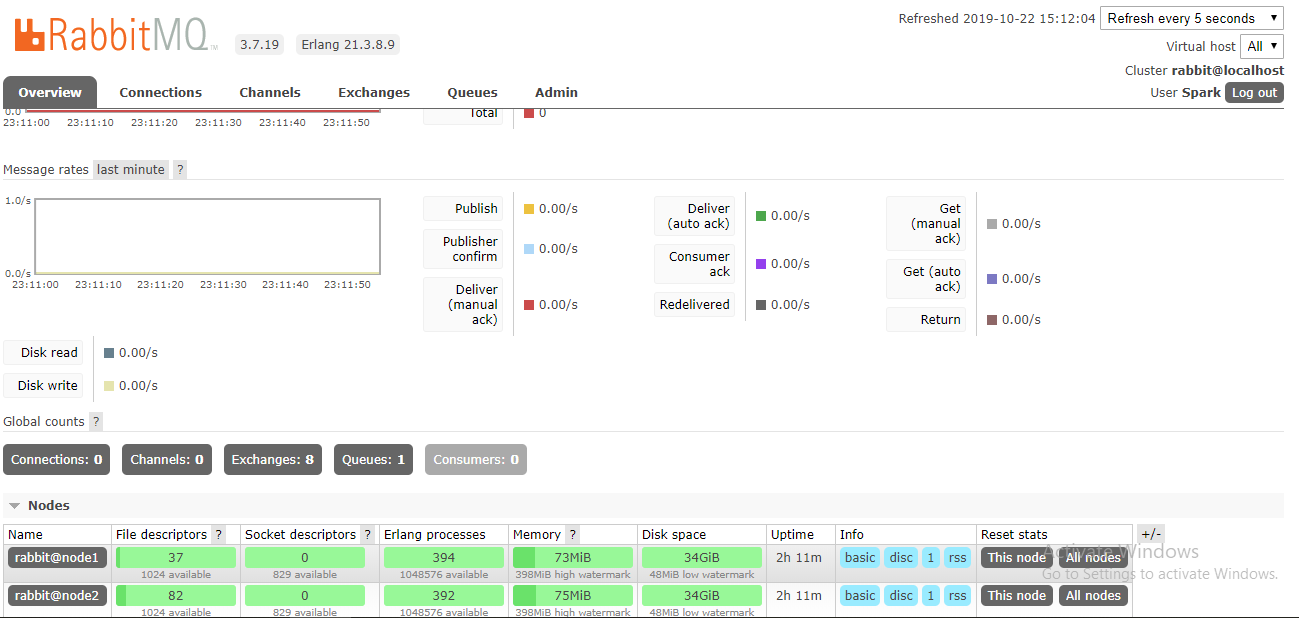 RabbitMQ TM 3.7.19 Erlang 21.3.8.9
Refreshed 2019-10-22 15:12:04 Refresh every 5 seconds
Virtual host All
Cluster rabbit@localhost
User Spark Log out
Overview Connections Channels Exchanges Queues Admin
0.0
23:11:00 23:11:10 23:11:20 23:11:30 23:11:40 23:11:50
Total 0
Message rates last minute ?
1.0/s
0.0/s
23:11:00 23:11:10 23:11:20 23:11:30 23:11:40 23:11:50
Publish 0.00/s
Publisher
confirm 0.00/s
Deliver
(manual
ack) 0.00/s
Deliver
(auto ack) 0.00/s
Consumer
ack 0.00/s
Redelivered 0.00/s
Get
(manual
ack) 0.00/s
Get (auto
ack) 0.00/s
Return 0.00/s
Disk read 0.00/s
Disk write 0.00/s
Global counts ?
Connections: 0 Channels: 0 Exchanges: 8 Queues: 1 Consumers: 0
Nodes
Name File descriptors ? Socket descriptors ? Erlang processes Memory ? Disk space Uptime Info Reset stats +/-
rabbit@node1 37 0 394 73MiB 34GiB 2h 11m basic disc 1 rss This node All nodes
1024 available 829 available 1048576 available 398MiB high watermark 48MiB low watermark
rabbit@node2 82 0 392 75MiB 34GiB 2h 11m basic disc 1 rss This node All nodes
1024 available 829 available 1048576 available 398MiB high watermark 48MiB low watermark
Activate Windows
Go to Settings to activate Windows.